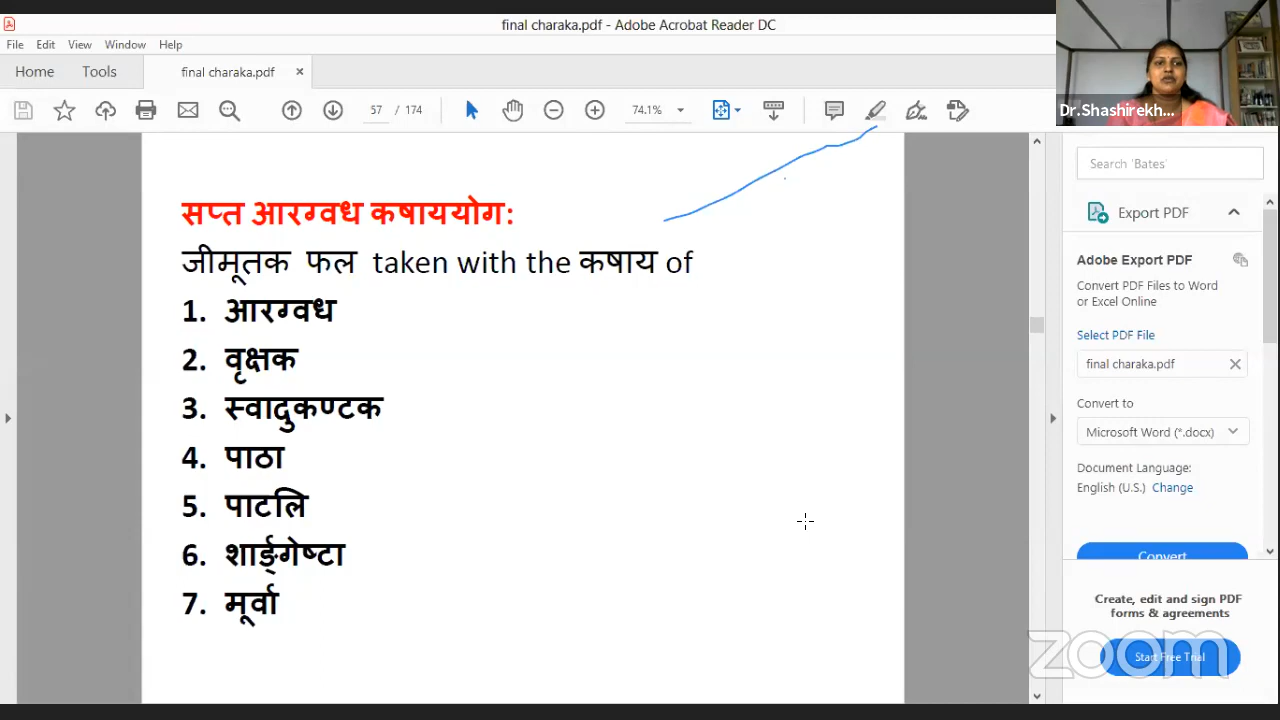 final charaka.pdf - Adobe Acrobat Reader DC
File Edit View Window Help
Home Tools final charaka.pdf ×
57 / 174 74.1%
Dr.Shashirekh...
सप्त आरग्वध कषाययोग:
जीमूतक फल taken with the कषाय of
1. आरग्वध
2. वृक्षक
3. स्वादुकण्टक
4. पाठा
5. पाटलि
6. शार्ङ्गेष्टा
7. मूर्वा
Search 'Bates'
Export PDF
Adobe Export PDF
Convert PDF Files to Word
or Excel Online
Select PDF File
final charaka.pdf
Convert to
Microsoft Word (*.docx)
Document Language:
English (U.S.) Change
Convert
Create, edit and sign PDF
forms & agreements
Start Free Trial
zoom